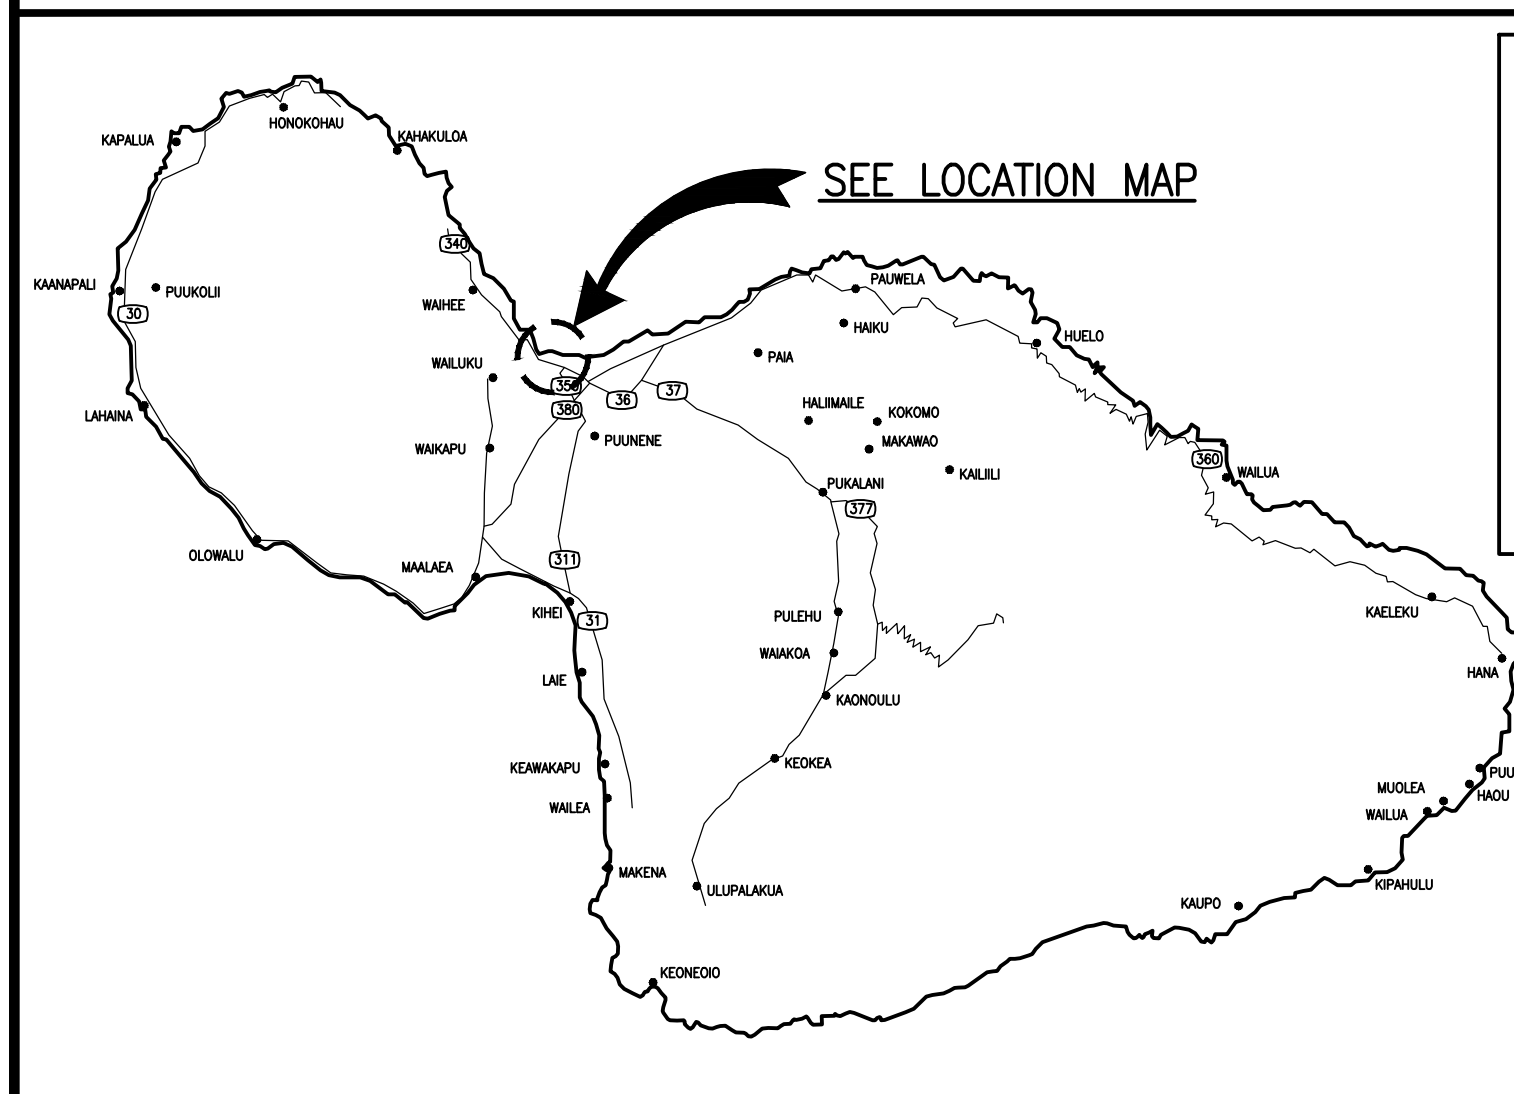 HONOKOHAU
KAPALUA
KAHAKULOA
SEE LOCATION MAP
340
KAANAPALI
PUUKOLII
30
WAIHEE
PAUWELA
HAIKU
HUELO
PAIA
WAILUKU
350
36
37
380
LAHAINA
HALIIMAILE
KOKOMO
PUUNENE
MAKAWAO
WAIKAPU
360
WAILUA
KAILIILI
PUKALANI
377
OLOWALU
MAALAEA
311
KIHEI
31
PULEHU
KAELEKU
WAIAKOA
LAIE
HANA
KAONOULU
KEAWAKAPU
KEOKEA
PUU
WAILEA
MUOLEA
HAOU
WAILUA
MAKENA
ULUPALAKUA
KIPAHULU
KAUPO
KEONEOIO